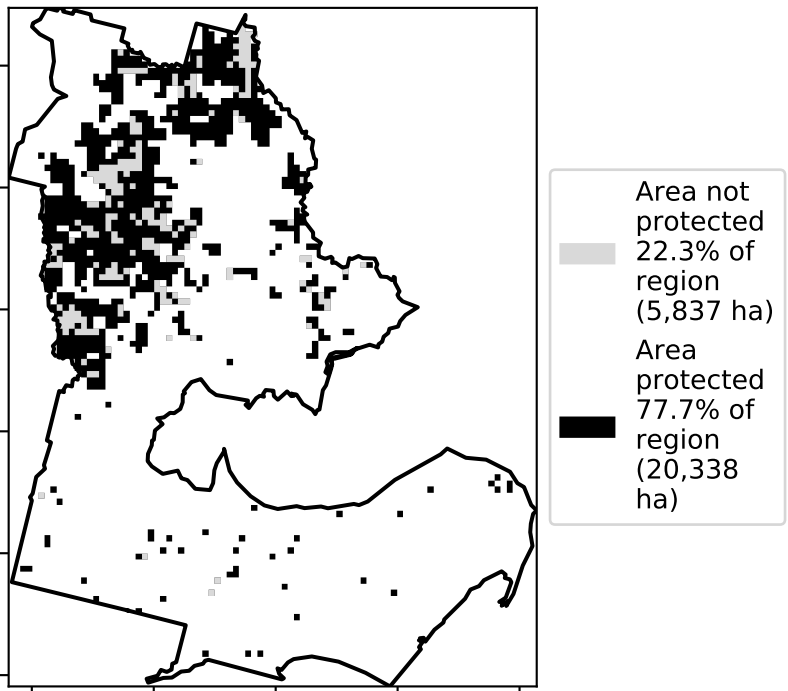 Area not
protected
22.3% of
region
(5,837 ha)
Area
protected
77.7% of
region
(20,338
ha)